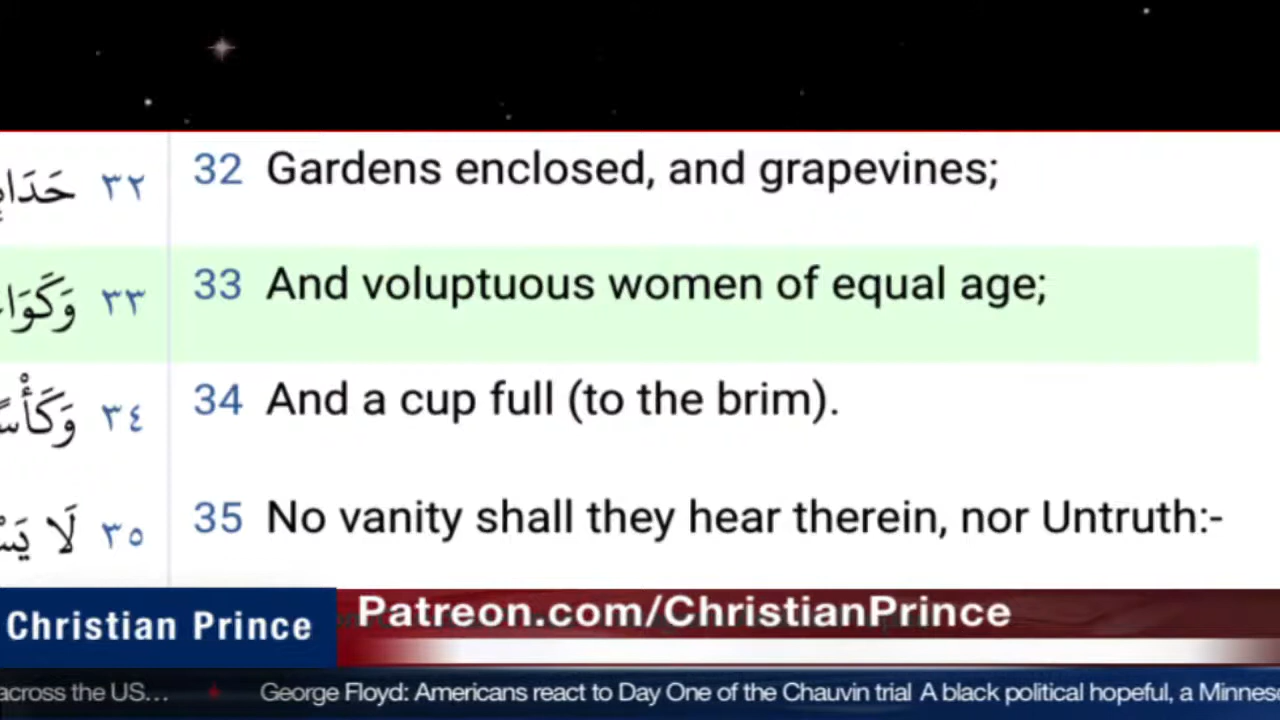 32 Gardens enclosed, and grapevines;
٣٢
33 And voluptuous women of equal age;
٣٣
34 And a cup full (to the brim).
٣٤
35 No vanity shall they hear therein, nor Untruth:-
٣٥ لَا
Christian Prince
Patreon.com/ChristianPrince
across the US... George Floyd: Americans react to Day One of the Chauvin trial A black political hopeful, a